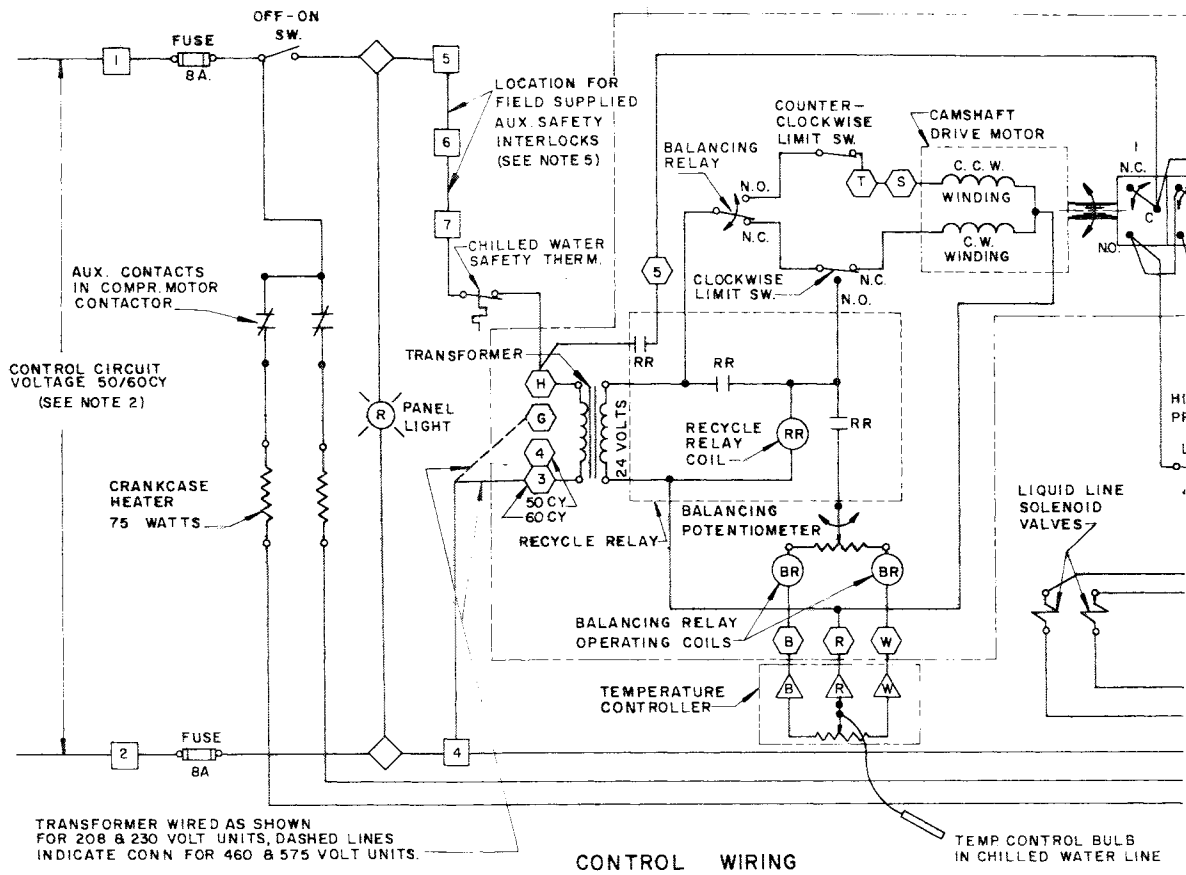 OFF-ON
SW.
FUSE
8A.
1
5
LOCATION FOR
FIELD SUPPLIED
AUX. SAFETY
INTERLOCKS
(SEE NOTE 5)
6
7
COUNTER-
CLOCKWISE
LIMIT SW.
CAMSHAFT
DRIVE MOTOR
BALANCING
RELAY
N.O.
N.C.
T
S
C. C. W.
WINDING
C.W.
WINDING
1
N.C.
C
N.O.
CHILLED WATER
SAFETY THERM.
5
CLOCKWISE
LIMIT SW.
N.C.
N.O.
AUX. CONTACTS
IN COMPR. MOTOR
CONTACTOR
TRANSFORMER
RR
RR
CONTROL CIRCUIT
VOLTAGE 50/60CY
(SEE NOTE 2)
H
G
4
3
50 CY
60 CY
24 VOLTS
R
PANEL
LIGHT
RECYCLE
RELAY
COIL
RR
RR
CRANKCASE
HEATER
75 WATTS
BALANCING
POTENTIOMETER
RECYCLE RELAY
LIQUID LINE
SOLENOID
VALVES
BR
BR
BALANCING RELAY
OPERATING COILS
B
R
W
TEMPERATURE
CONTROLLER
B
R
W
2
FUSE
8A
4
TRANSFORMER WIRED AS SHOWN
FOR 208 & 230 VOLT UNITS, DASHED LINES
INDICATE CONN FOR 460 & 575 VOLT UNITS.
CONTROL WIRING
TEMP. CONTROL BULB
IN CHILLED WATER LINE